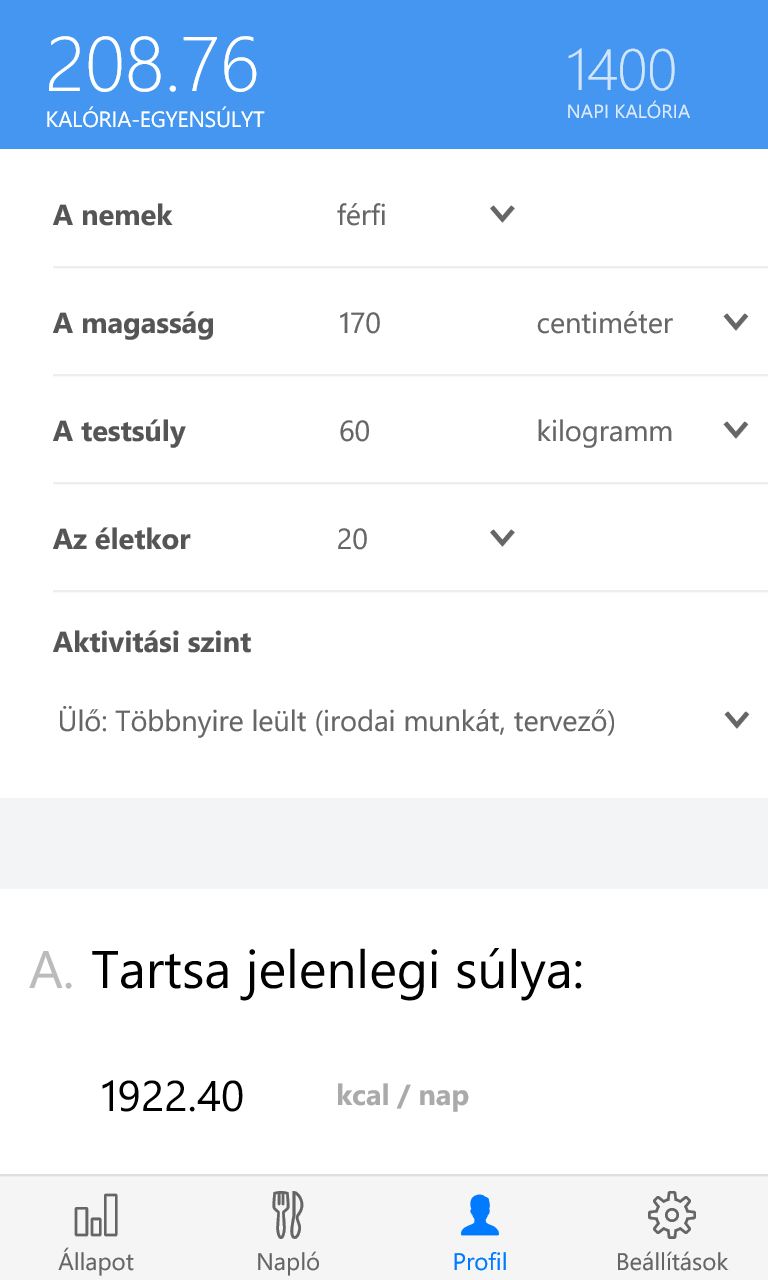 208.76
1400
KALÓRIA-EGYENSÚLYT
NAPI KALÓRIA
A nemek férfi
A magasság 170 centiméter
A testsúly 60 kilogramm
Az életkor 20
Aktivitási szint
Ülő: Többnyire leült (irodai munkát, tervező)
A. Tartsa jelenlegi súlya:
1922.40 kcal / nap
Állapot Napló Profil Beállítások